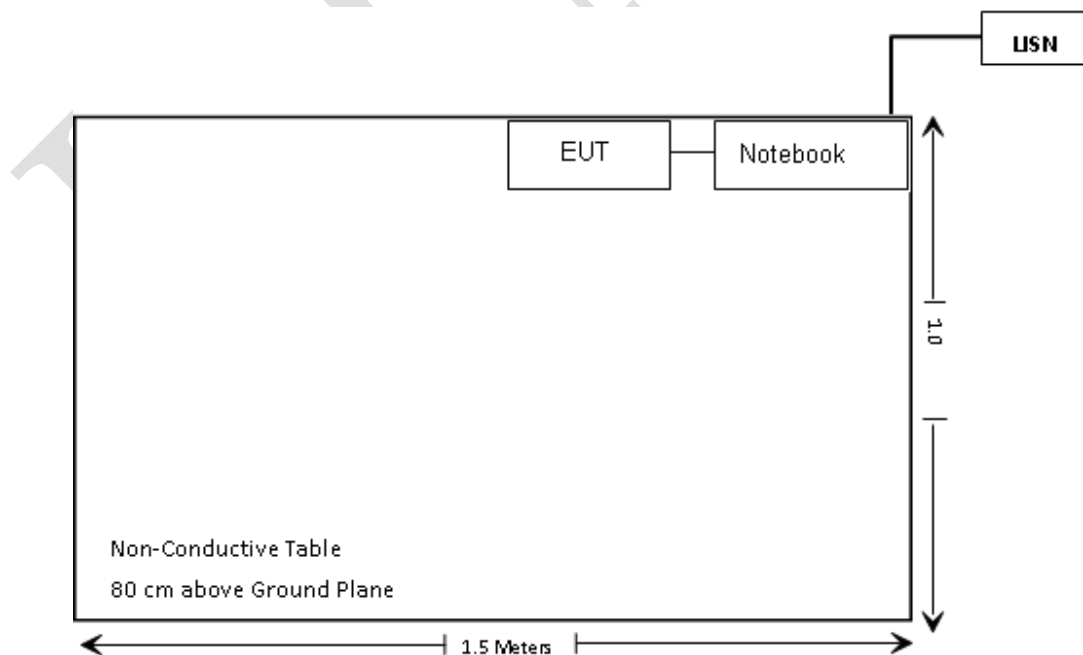 LISN
EUT
Notebook
1.0
Non-Conductive Table
80 cm above Ground Plane
1.5 Meters